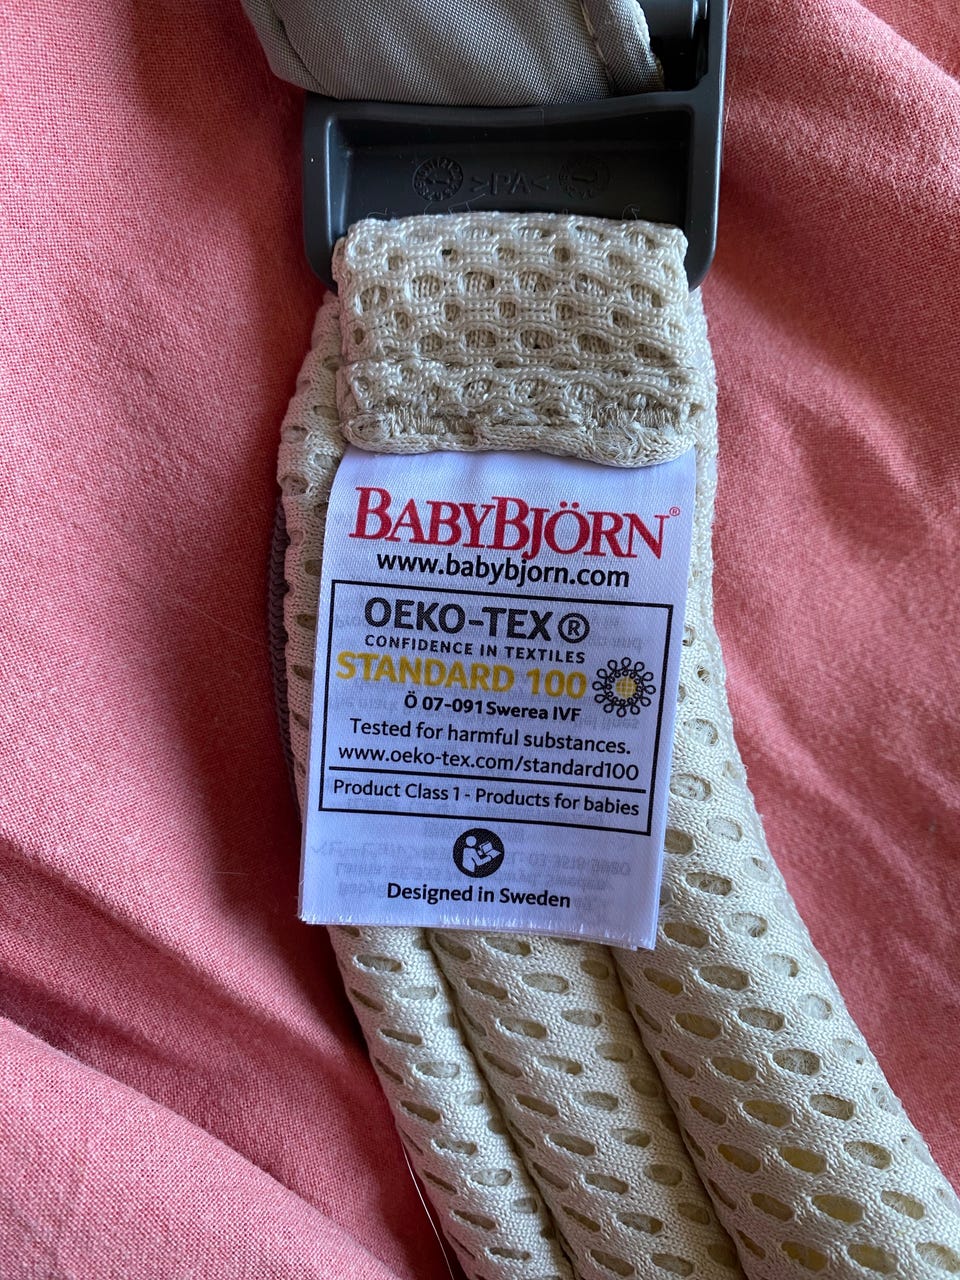 >PA<
BABYBJÖRN®
www.babybjorn.com
OEKO-TEX®
CONFIDENCE IN TEXTILES
STANDARD 100
Ö 07-091 Swerea IVF
Tested for harmful substances.
www.oeko-tex.com/standard100
Product Class 1 - Products for babies
Designed in Sweden